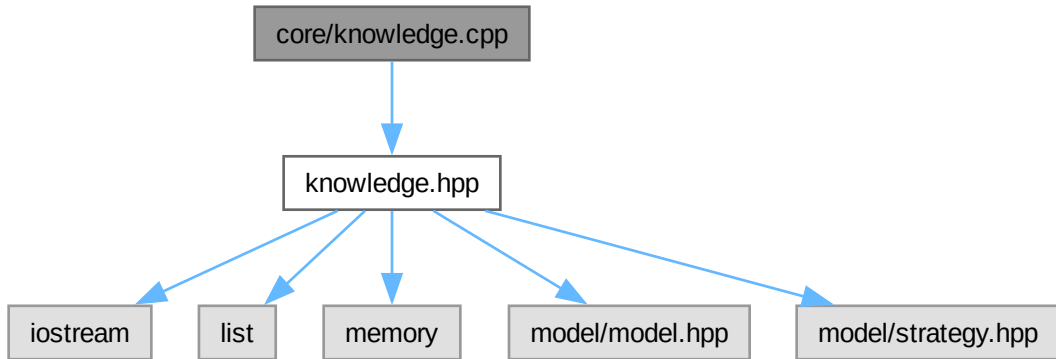 core/knowledge.cpp
knowledge.hpp
iostream
list
memory
model/model.hpp
model/strategy.hpp